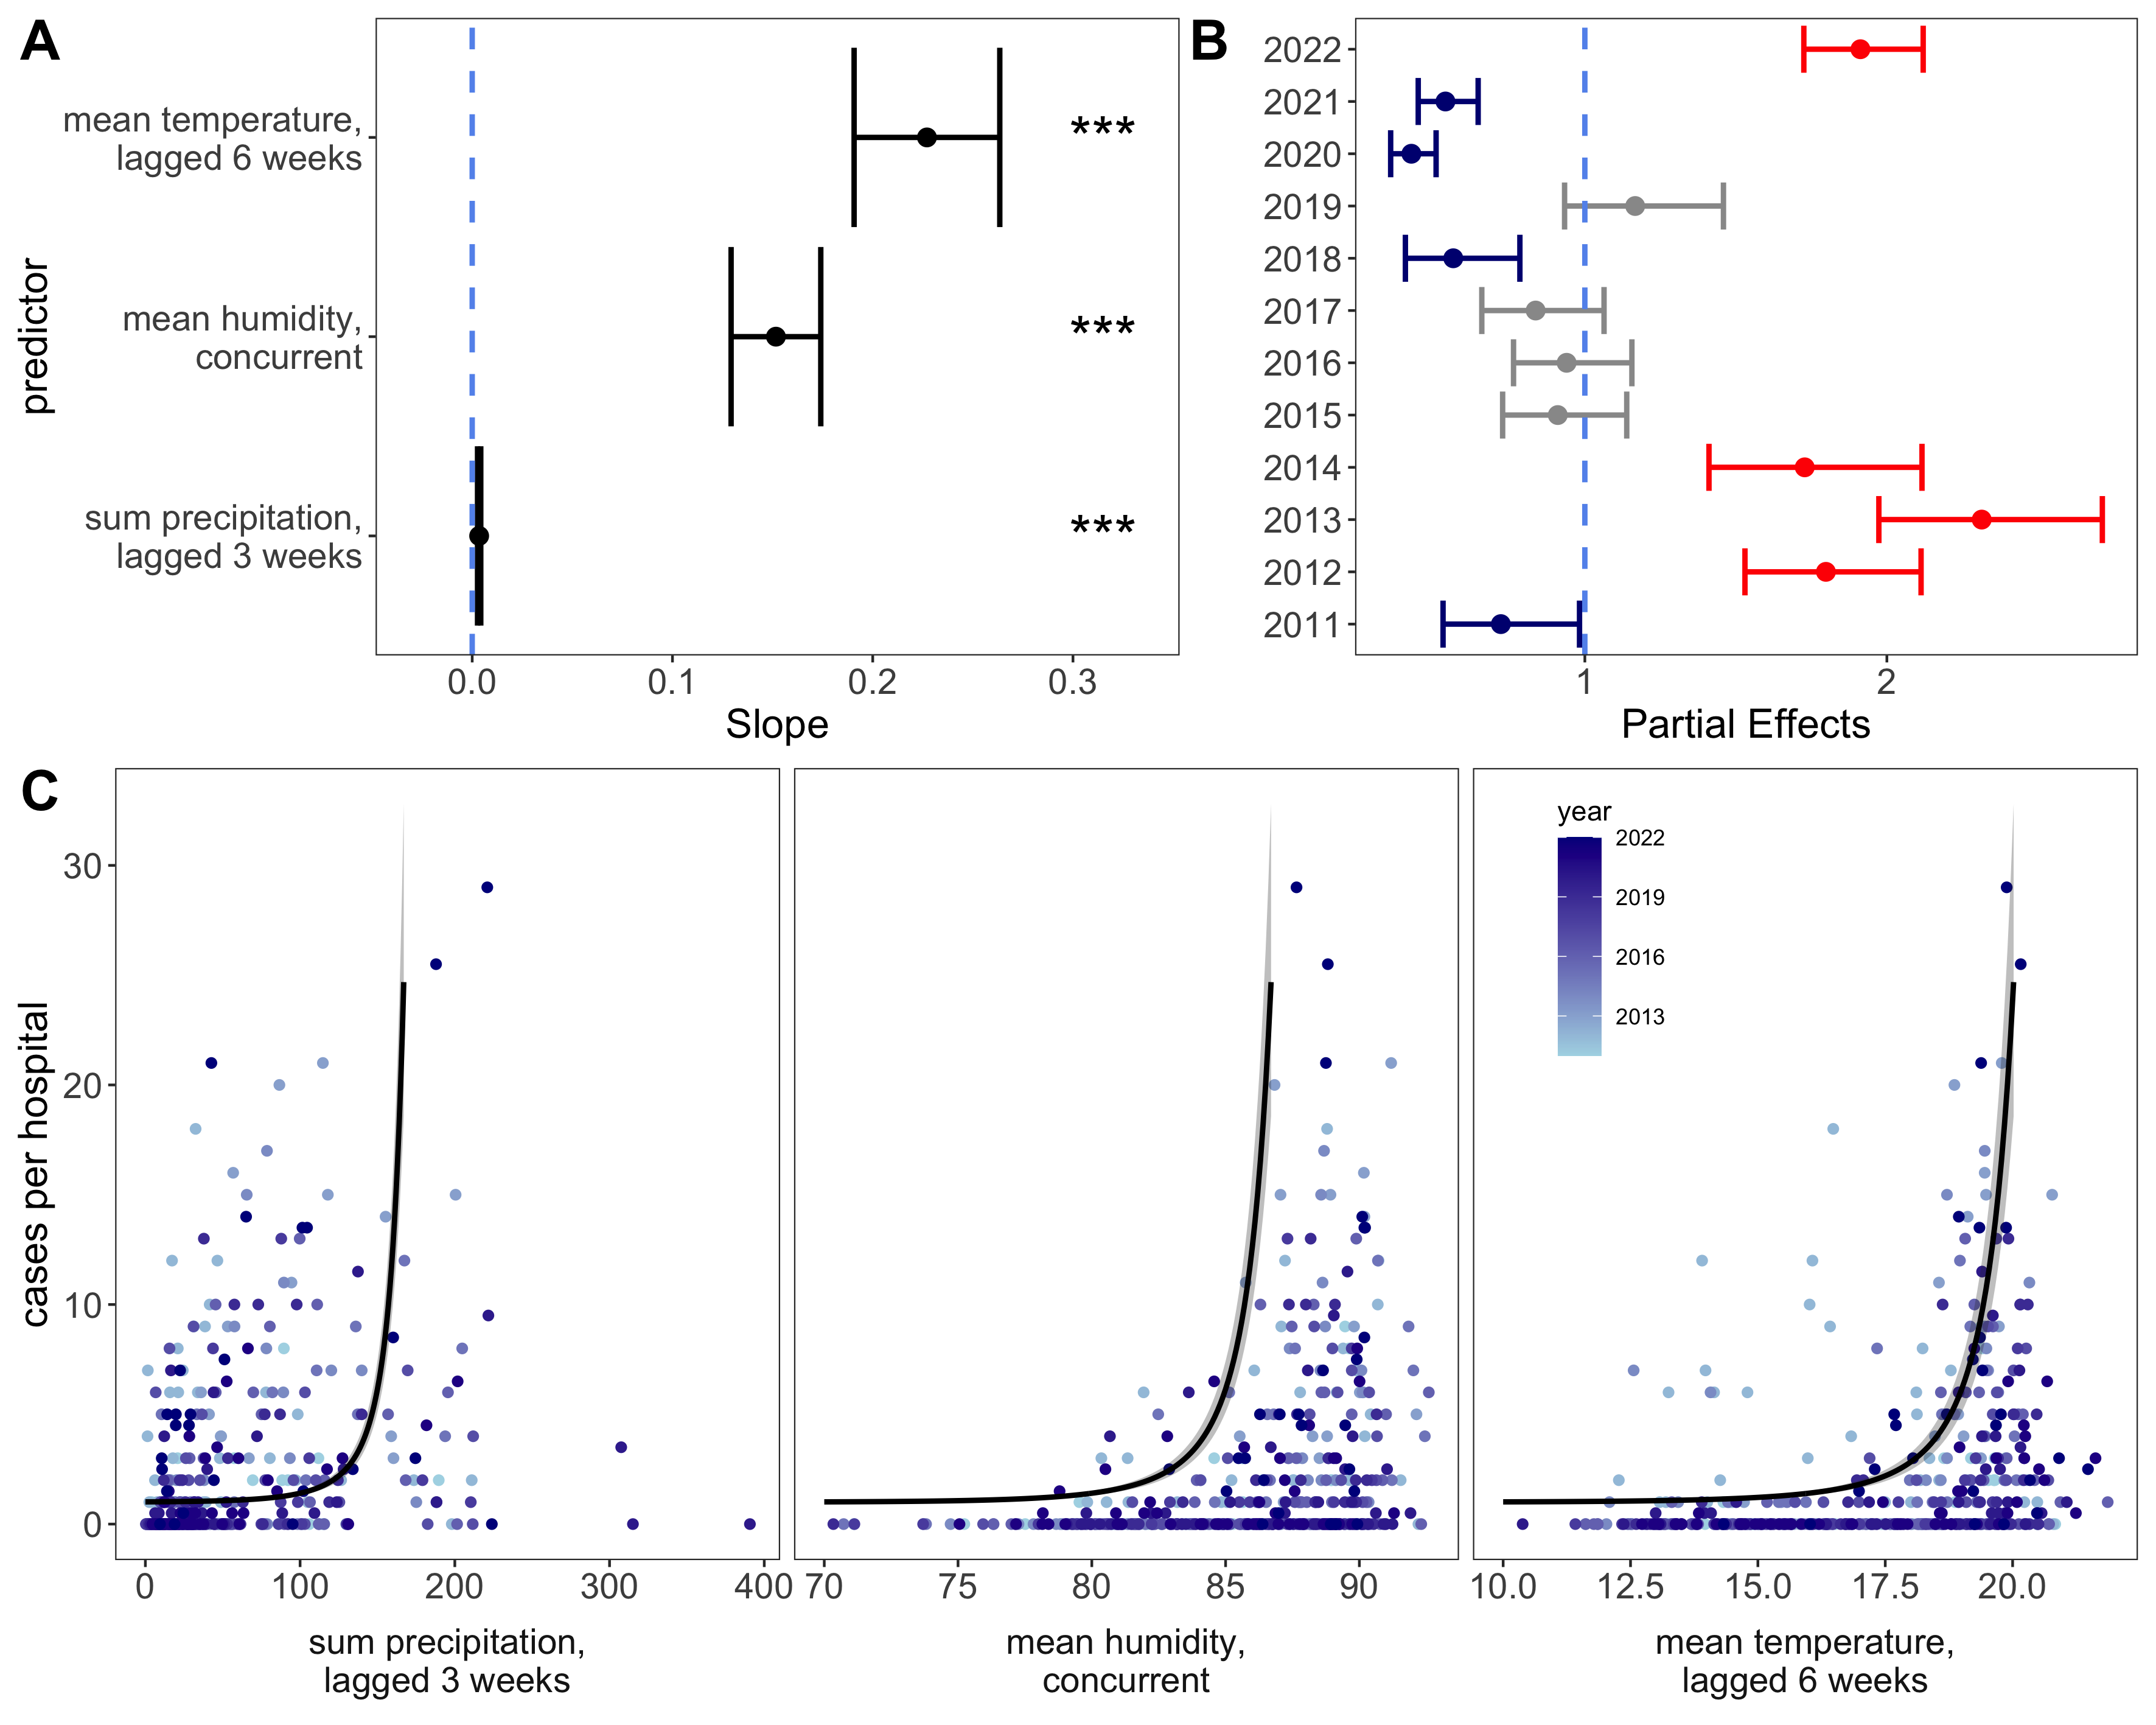 A
predictor
mean temperature,
lagged 6 weeks
***
mean humidity,
concurrent
***
sum precipitation,
lagged 3 weeks
***
0.0 0.1 0.2 0.3
Slope
B
2022
2021
2020
2019
2018
2017
2016
2015
2014
2013
2012
2011
1 2
Partial Effects
C
cases per hospital
30
20
10
0
year
2022
2019
2016
2013
0 100 200 300 400
sum precipitation,
lagged 3 weeks
70 75 80 85 90
mean humidity,
concurrent
10.0 12.5 15.0 17.5 20.0
mean temperature,
lagged 6 weeks